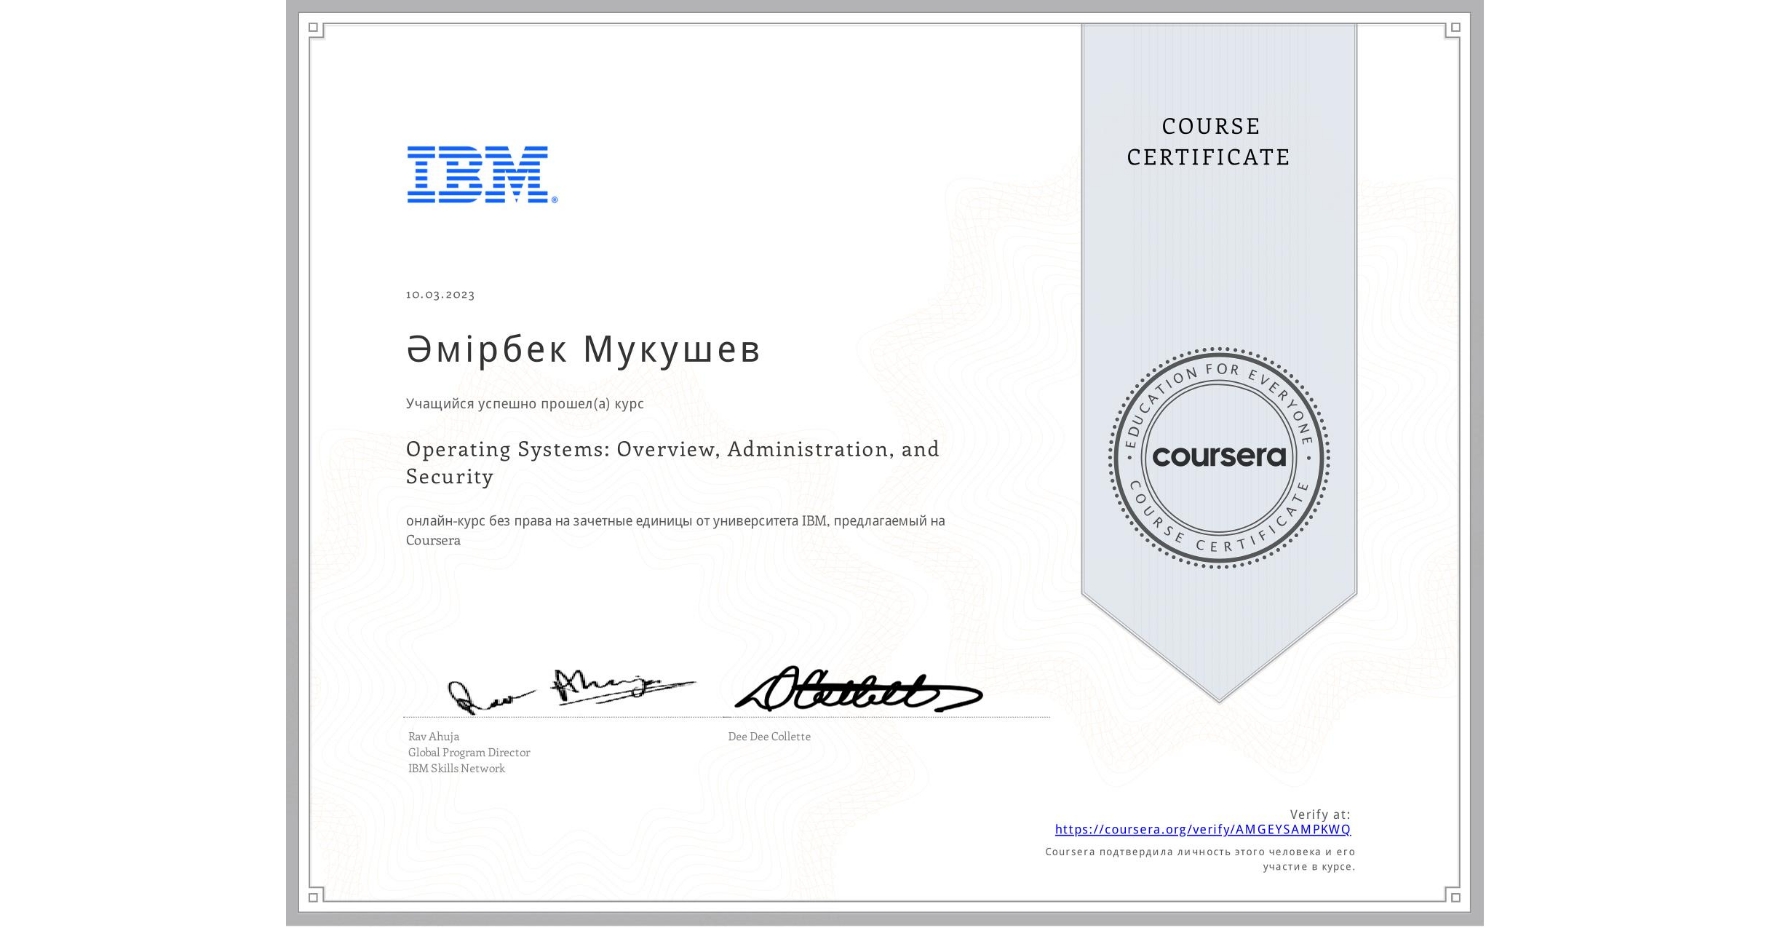 IBM®
COURSE
CERTIFICATE
10.03.2023
Әмірбек Мукушев
Учащийся успешно прошел(а) курс
Operating Systems: Overview, Administration, and
Security
онлайн-курс без права на зачетные единицы от университета IBM, предлагаемый на
Coursera
EDUCATION FOR EVERYONE
coursera
COURSE CERTIFICATE
Rav Ahuja
Global Program Director
IBM Skills Network
Dee Dee Collette
Verify at:
https://coursera.org/verify/AMGEYSAMPKWQ
Coursera подтвердила личность этого человека и его
участие в курсе.